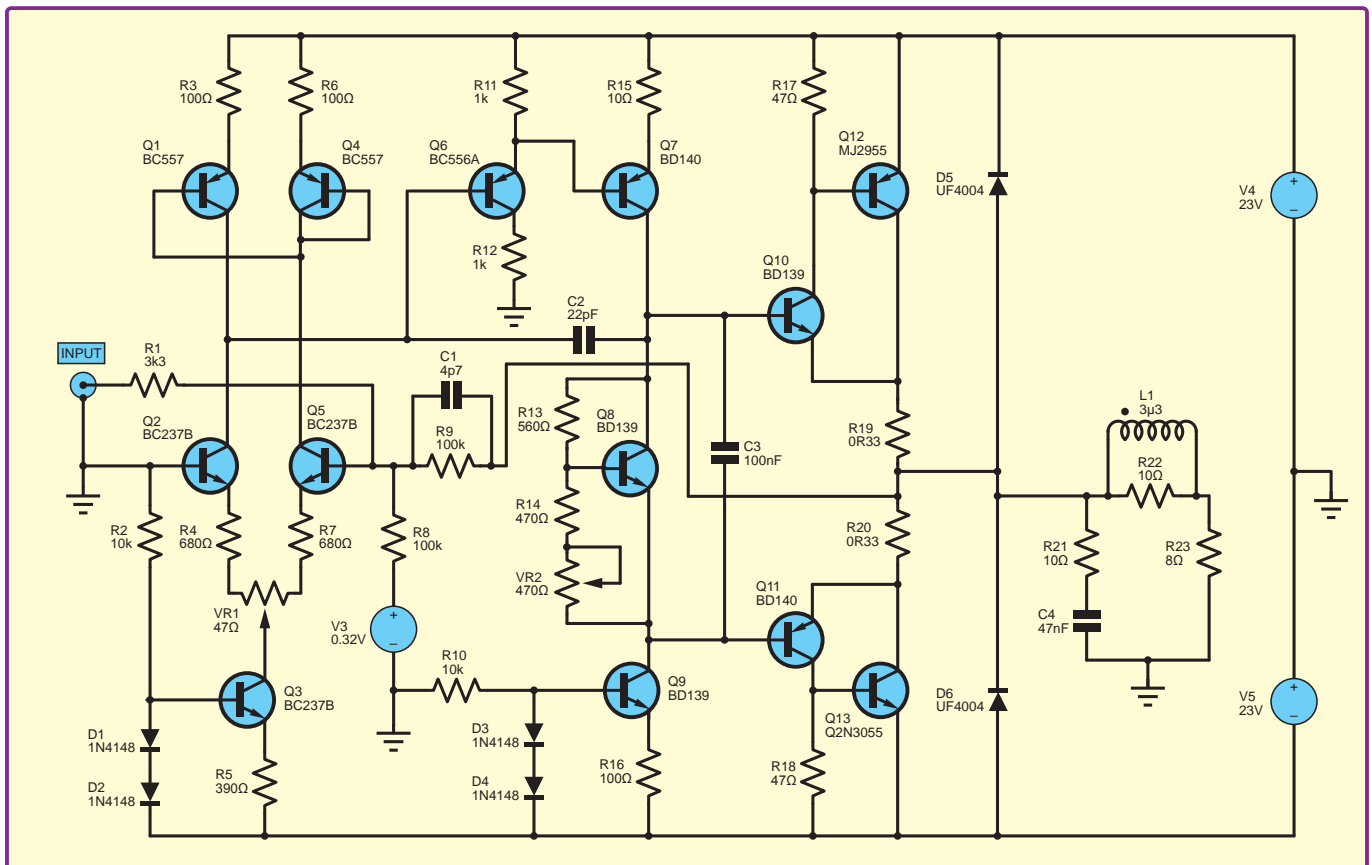 R3
100Ω
R6
100Ω
R11
1k
R15
10Ω
R17
47Ω
Q1
BC557
Q4
BC557
Q6
BC556A
Q7
BD140
Q12
MJ2955
D5
UF4004
V4
23V
+
–
R12
1k
Q10
BD139
C2
22pF
INPUT
R1
3k3
C1
4p7
Q2
BC237B
Q5
BC237B
R9
100k
R13
560Ω
Q8
BD139
C3
100nF
R19
0R33
L1
3µ3
R22
10Ω
R2
10k
R4
680Ω
R7
680Ω
R8
100k
R14
470Ω
R20
0R33
R21
10Ω
R23
8Ω
VR1
47Ω
V3
0.32V
+
–
VR2
470Ω
Q11
BD140
C4
47nF
R10
10k
Q3
BC237B
Q9
BD139
Q13
Q2N3055
D6
UF4004
V5
23V
+
–
D1
1N4148
D2
1N4148
R5
390Ω
D3
1N4148
D4
1N4148
R16
100Ω
R18
47Ω